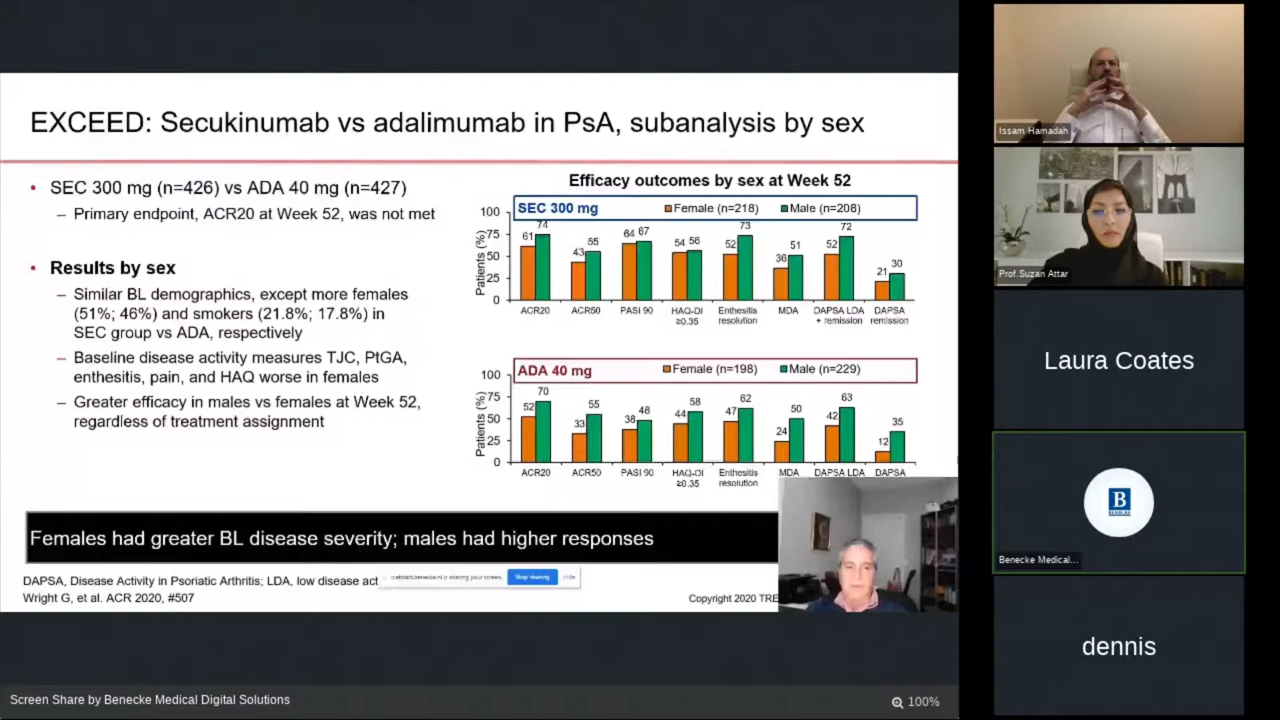 EXCEED: Secukinumab vs adalimumab in PsA, subanalysis by sex
• SEC 300 mg (n=426) vs ADA 40 mg (n=427)
– Primary endpoint, ACR20 at Week 52, was not met
• Results by sex
– Similar BL demographics, except more females
(51%; 46%) and smokers (21.8%; 17.8%) in
SEC group vs ADA, respectively
– Baseline disease activity measures TJC, PtGA,
enthesitis, pain, and HAQ worse in females
– Greater efficacy in males vs females at Week 52,
regardless of treatment assignment
Efficacy outcomes by sex at Week 52
SEC 300 mg Female (n=218) Male (n=208)
Patients (%)
100
75
50
25
0
61 74 43 55 64 67 54 56 52 73 36 51 52 72 21 30
ACR20 ACR50 PASI 90 HAQ-DI Enthesitis MDA DAPSA LDA DAPSA
≥0.35 resolution + remission remission
ADA 40 mg Female (n=198) Male (n=229)
Patients (%)
100
75
50
25
0
52 70 33 55 38 48 44 58 47 62 24 50 42 63 12 35
ACR20 ACR50 PASI 90 HAQ-DI Enthesitis MDA DAPSA LDA DAPSA
≥0.35 resolution
Females had greater BL disease severity; males had higher responses
DAPSA, Disease Activity in Psoriatic Arthritis; LDA, low disease act
is sharing your screen. Stop sharing Hide
Wright G, et al. ACR 2020, #507
Copyright 2020 TRE
Screen Share by Benecke Medical Digital Solutions
100%
Issam Hamadah
Prof.Suzan Attar
Laura Coates
B
Benecke Medical...
dennis